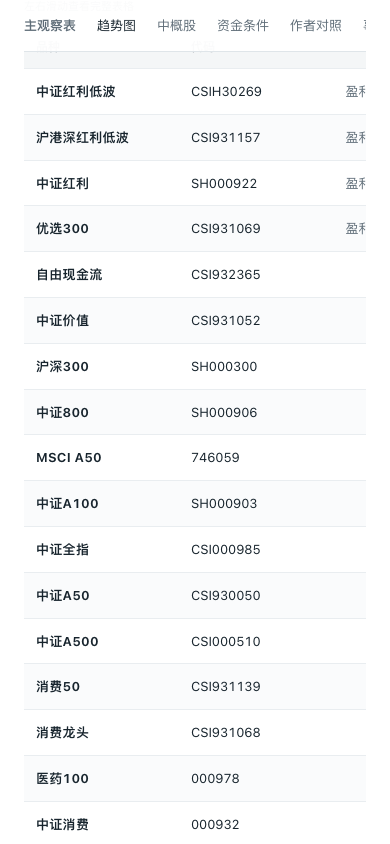 主观察表 趋势图 中概股 资金条件 作者对照
中证红利低波 CSIH30269 盈利
沪港深红利低波 CSI931157
中证红利 SH000922 盈利
优选300 CSI931069 盈利
自由现金流 CSI932365
中证价值 CSI931052
沪深300 SH000300
中证800 SH000906
MSCI A50 746059
中证A100 SH000903
中证全指 CSI000985
中证A50 CSI930050
中证A500 CSI000510
消费50 CSI931139
消费龙头 CSI931068
医药100 000978
中证消费 000932